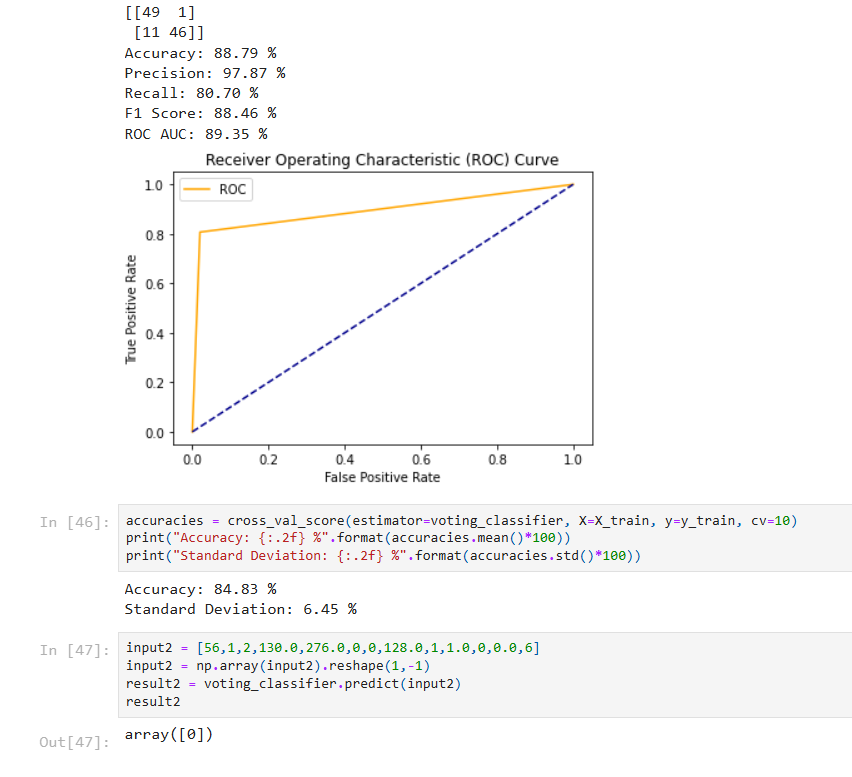 [[49  1]
 [11 46]]
Accuracy: 88.79 %
Precision: 97.87 %
Recall: 80.70 %
F1 Score: 88.46 %
ROC AUC: 89.35 %
Receiver Operating Characteristic (ROC) Curve
ROC
1.0
0.8
0.6
0.4
0.2
0.0
True Positive Rate
0.0 0.2 0.4 0.6 0.8 1.0
False Positive Rate
In [46]:
accuracies = cross_val_score(estimator=voting_classifier, X=X_train, y=y_train, cv=10)
print("Accuracy: {:.2f} %".format(accuracies.mean()*100))
print("Standard Deviation: {:.2f} %".format(accuracies.std()*100))
Accuracy: 84.83 %
Standard Deviation: 6.45 %
In [47]:
input2 = [56,1,2,130.0,276.0,0,0,128.0,1,1.0,0,0.0,6]
input2 = np.array(input2).reshape(1,-1)
result2 = voting_classifier.predict(input2)
result2
Out[47]:
array([0])